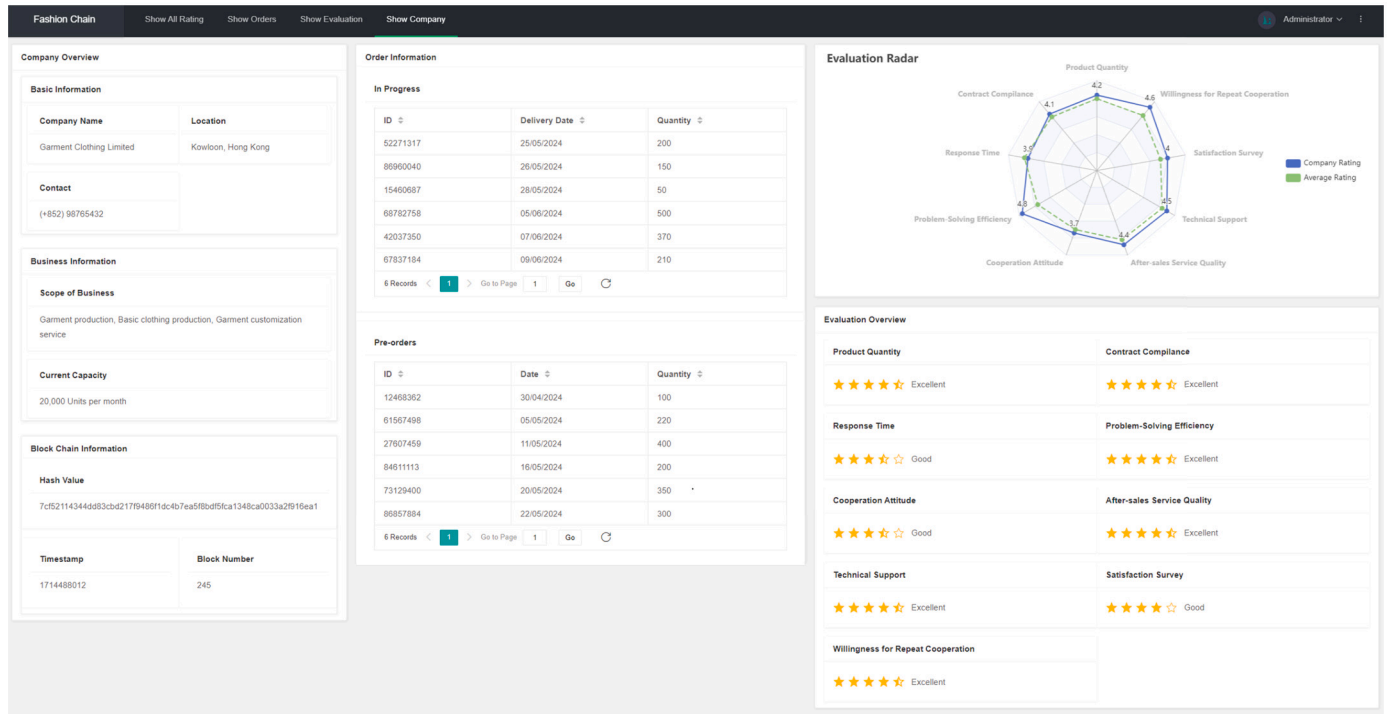 Fashion Chain Show All Rating Show Orders Show Evaluation Show Company Administrator
Company Overview
Basic Information
Company Name Location
Garment Clothing Limited Kowloon, Hong Kong
Contact
(+852) 98765432
Business Information
Scope of Business
Garment production, Basic clothing production, Garment customization
service
Current Capacity
20,000 Units per month
Block Chain Information
Hash Value
7cf52114344dd83cbd217f9486f1dc4b7ea5f8bdf5fca1348ca0033a2f916ea1
Timestamp Block Number
1714488012 245
Order Information
In Progress
ID Delivery Date Quantity
52271317 25/05/2024 200
86960040 26/05/2024 150
15460687 28/05/2024 50
68782758 05/06/2024 500
42037350 07/06/2024 370
67837184 09/06/2024 210
6 Records < 1 > Go to Page 1 Go
Pre-orders
ID Date Quantity
12468362 30/04/2024 100
61567498 05/05/2024 220
27607459 11/05/2024 400
84611113 16/05/2024 200
73129400 20/05/2024 350
86857884 22/05/2024 300
6 Records < 1 > Go to Page 1 Go
Evaluation Radar
Product Quantity
4.2
Contract Compilance 4.1 4.6 Willingness for Repeat Cooperation
Response Time 3.9 4 Satisfaction Survey
Company Rating
Average Rating
Problem-Solving Efficiency 4.8 4.5 Technical Support
3.7 4.4
Cooperation Attitude After-sales Service Quality
Evaluation Overview
Product Quantity Contract Compilance
Excellent Excellent
Response Time Problem-Solving Efficiency
Good Excellent
Cooperation Attitude After-sales Service Quality
Good Excellent
Technical Support Satisfaction Survey
Excellent Good
Willingness for Repeat Cooperation
Excellent